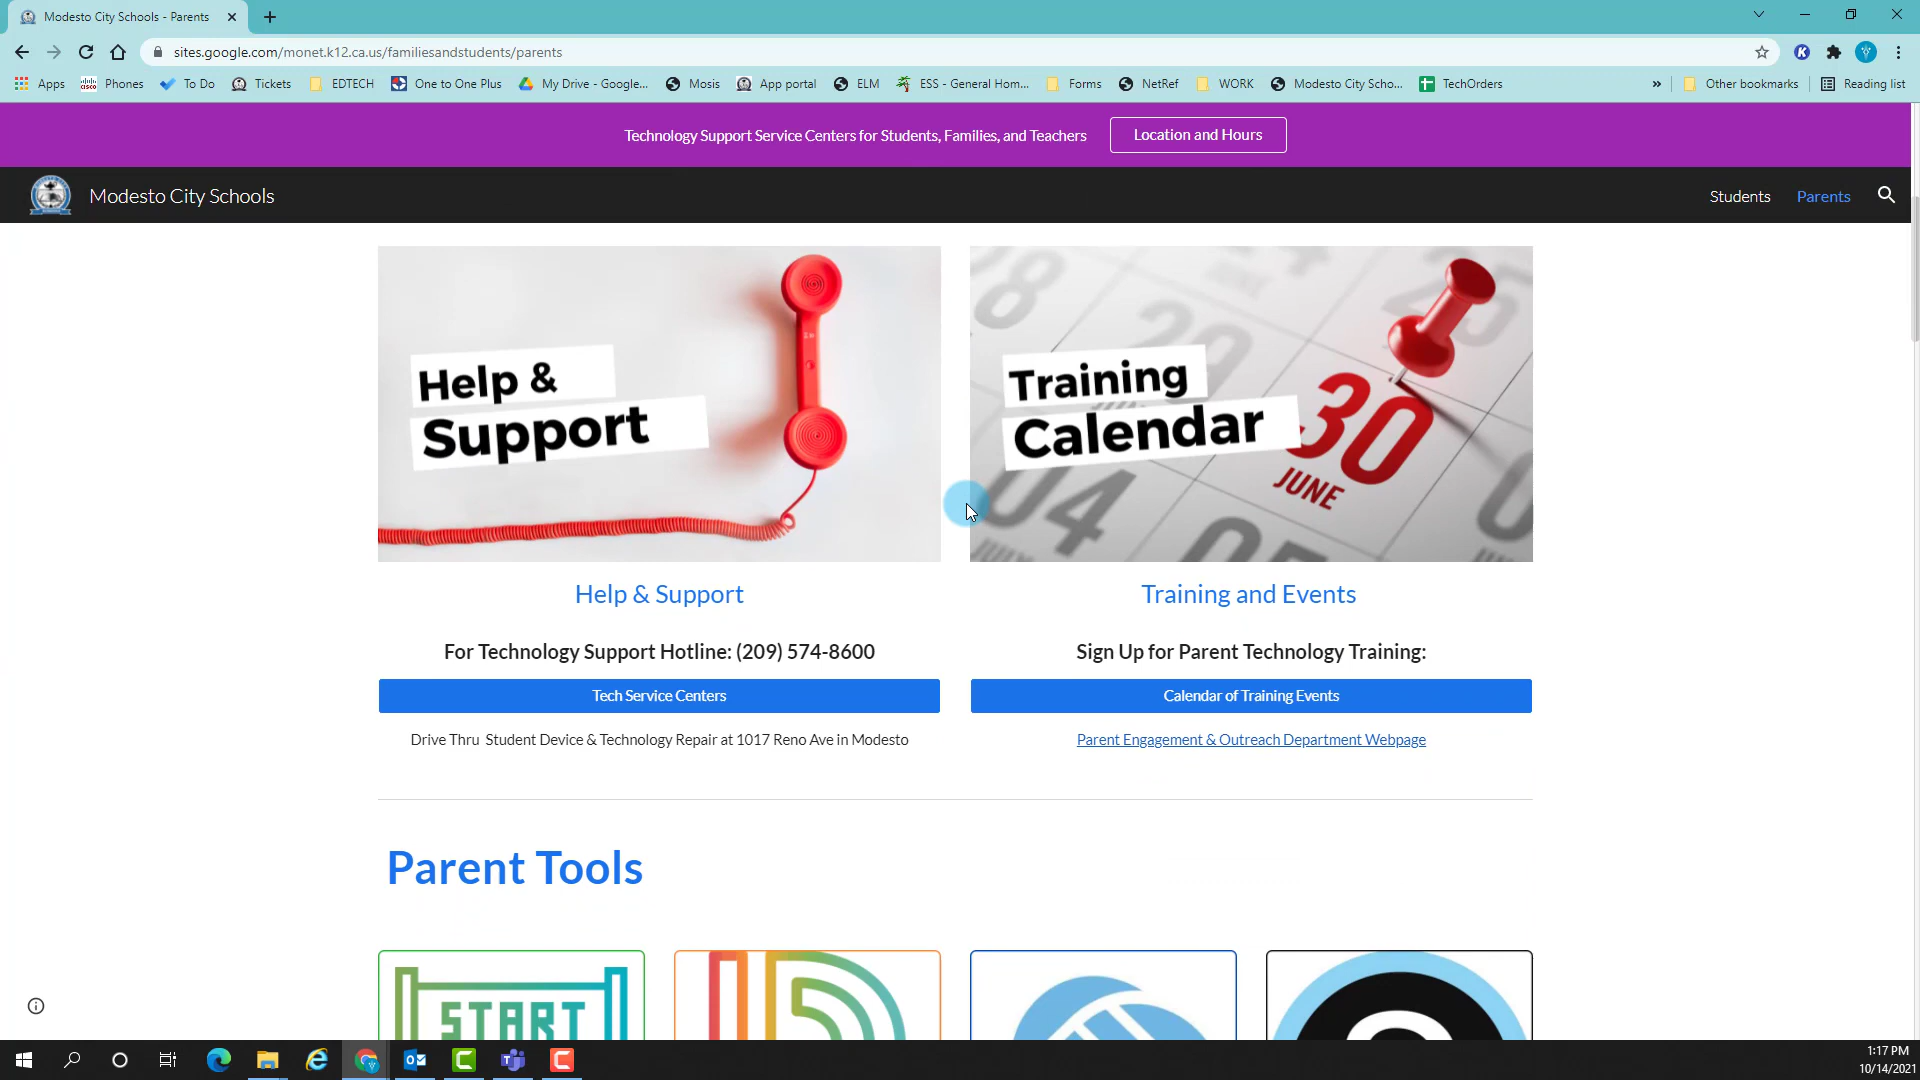 Modesto City Schools - Parents
sites.google.com/monet.k12.ca.us/familiesandstudents/parents
Apps
Phones
To Do
Tickets
EDTECH
One to One Plus
My Drive - Google...
Mosis
App portal
ELM
ESS - General Hom...
Forms
NetRef
WORK
Modesto City Scho...
TechOrders
»
Other bookmarks
Reading list
Technology Support Service Centers for Students, Families, and Teachers
Location and Hours
Modesto City Schools
Students
Parents
Help &
Support
Training
Calendar
30
JUNE
04
Help & Support
Training and Events
For Technology Support Hotline: (209) 574-8600
Sign Up for Parent Technology Training:
Tech Service Centers
Calendar of Training Events
Drive Thru Student Device & Technology Repair at 1017 Reno Ave in Modesto
Parent Engagement & Outreach Department Webpage
Parent Tools
START
1:17 PM
10/14/2021